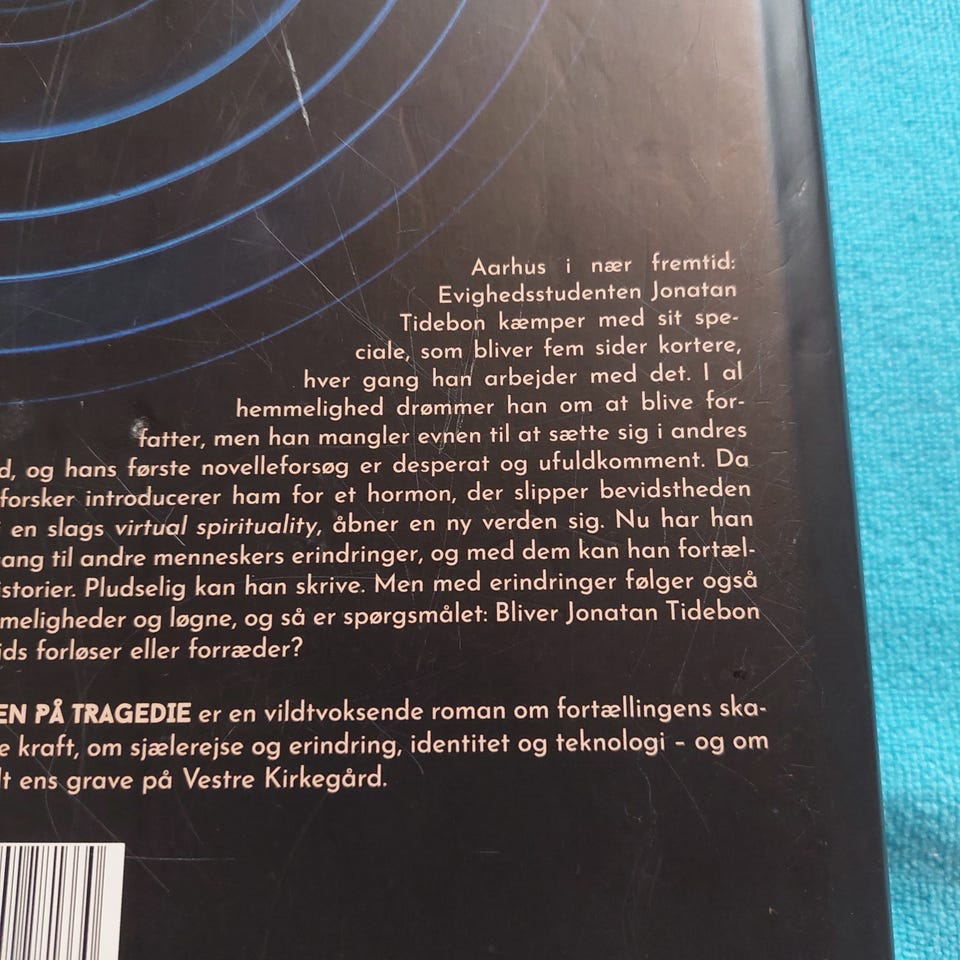 Aarhus i nær fremtid:
Evighedsstudenten Jonatan
Tidebon kæmper med sit spe-
ciale, som bliver fem sider kortere,
hver gang han arbejder med det. I al
hemmelighed drømmer han om at blive for-
fatter, men han mangler evnen til at sætte sig i andres
d, og hans første novelleforsøg er desperat og ufuldkomment. Da
forsker introducerer ham for et hormon, der slipper bevidstheden
i en slags virtual spirituality, åbner en ny verden sig. Nu har han
ang til andre menneskers erindringer, og med dem kan han fortæl-
istorier. Pludselig kan han skrive. Men med erindringer følger også
meligheder og løgne, og så er spørgsmålet: Bliver Jonatan Tidebon
ids forløser eller forræder?
EN PÅ TRAGEDIE er en vildtvoksende roman om fortællingens ska-
e kraft, om sjælerejse og erindring, identitet og teknologi – og om
lt ens grave på Vestre Kirkegård.